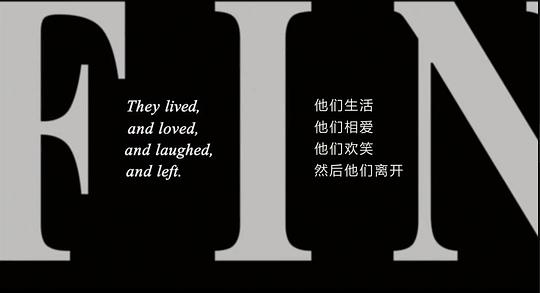 FIN
They lived,
and loved,
and laughed,
and left.
他们生活
他们相爱
他们欢笑
然后他们离开